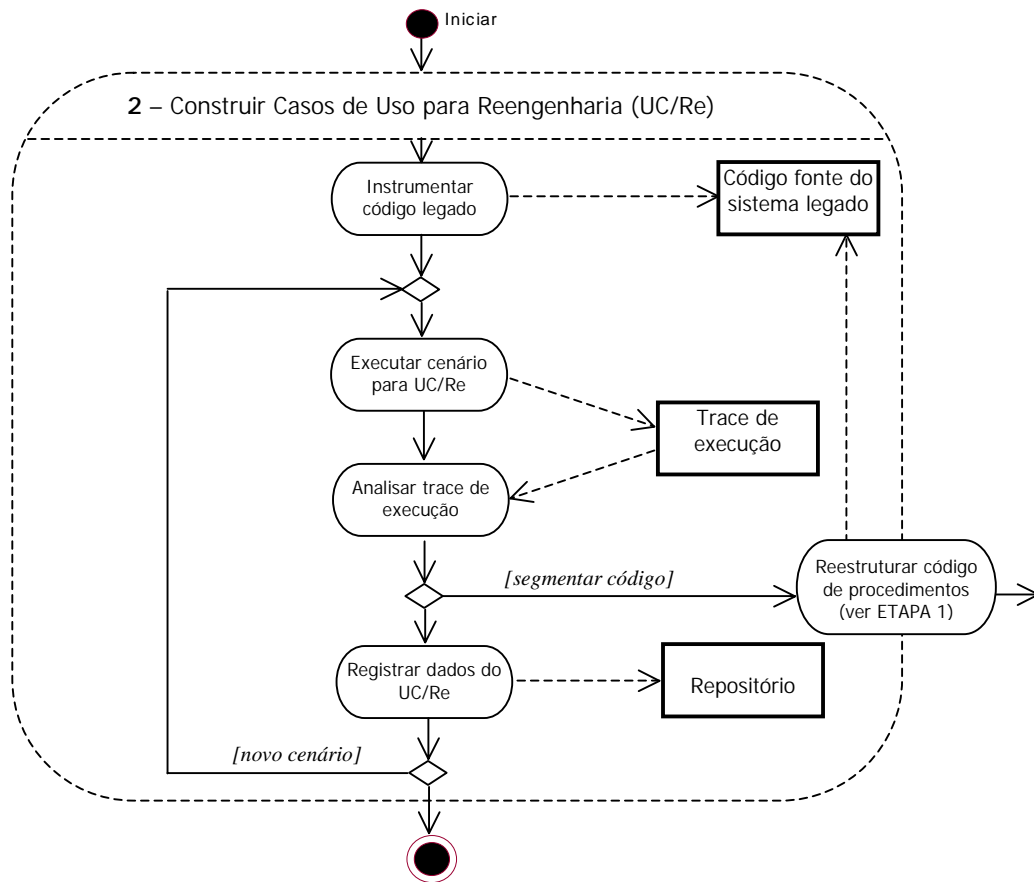 Iniciar
2 – Construir Casos de Uso para Reengenharia (UC/Re)
Instrumentar
código legado
Código fonte do
sistema legado
Executar cenário
para UC/Re
Trace de
execução
Analisar trace de
execução
[segmentar código]
Reestruturar código
de procedimentos
(ver ETAPA 1)
Registrar dados do
UC/Re
Repositório
[novo cenário]